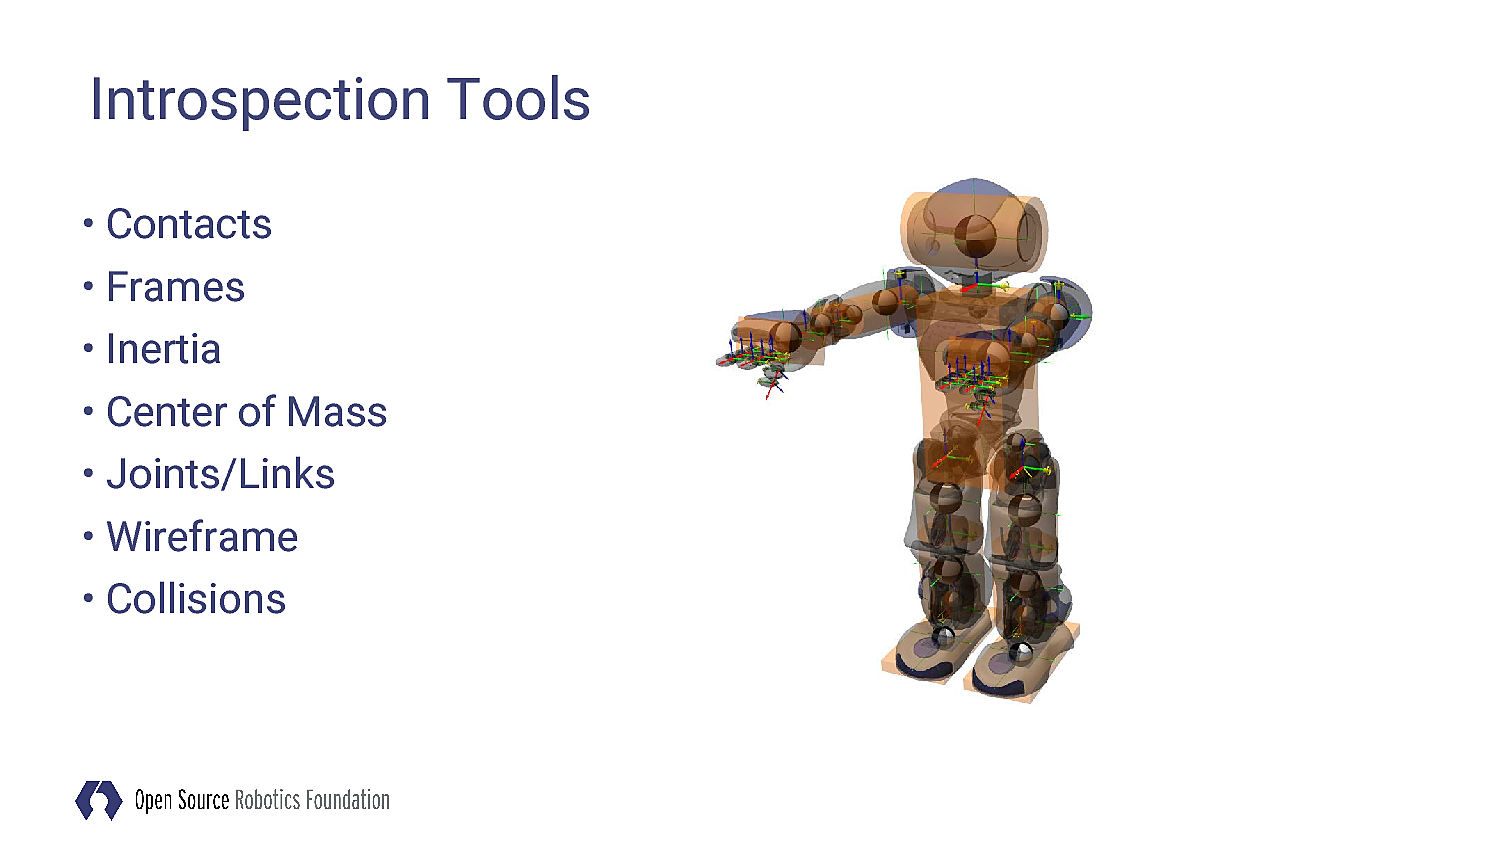 Introspection Tools
• Contacts
• Frames
• Inertia
• Center of Mass
• Joints/Links
• Wireframe
• Collisions
Open Source Robotics Foundation